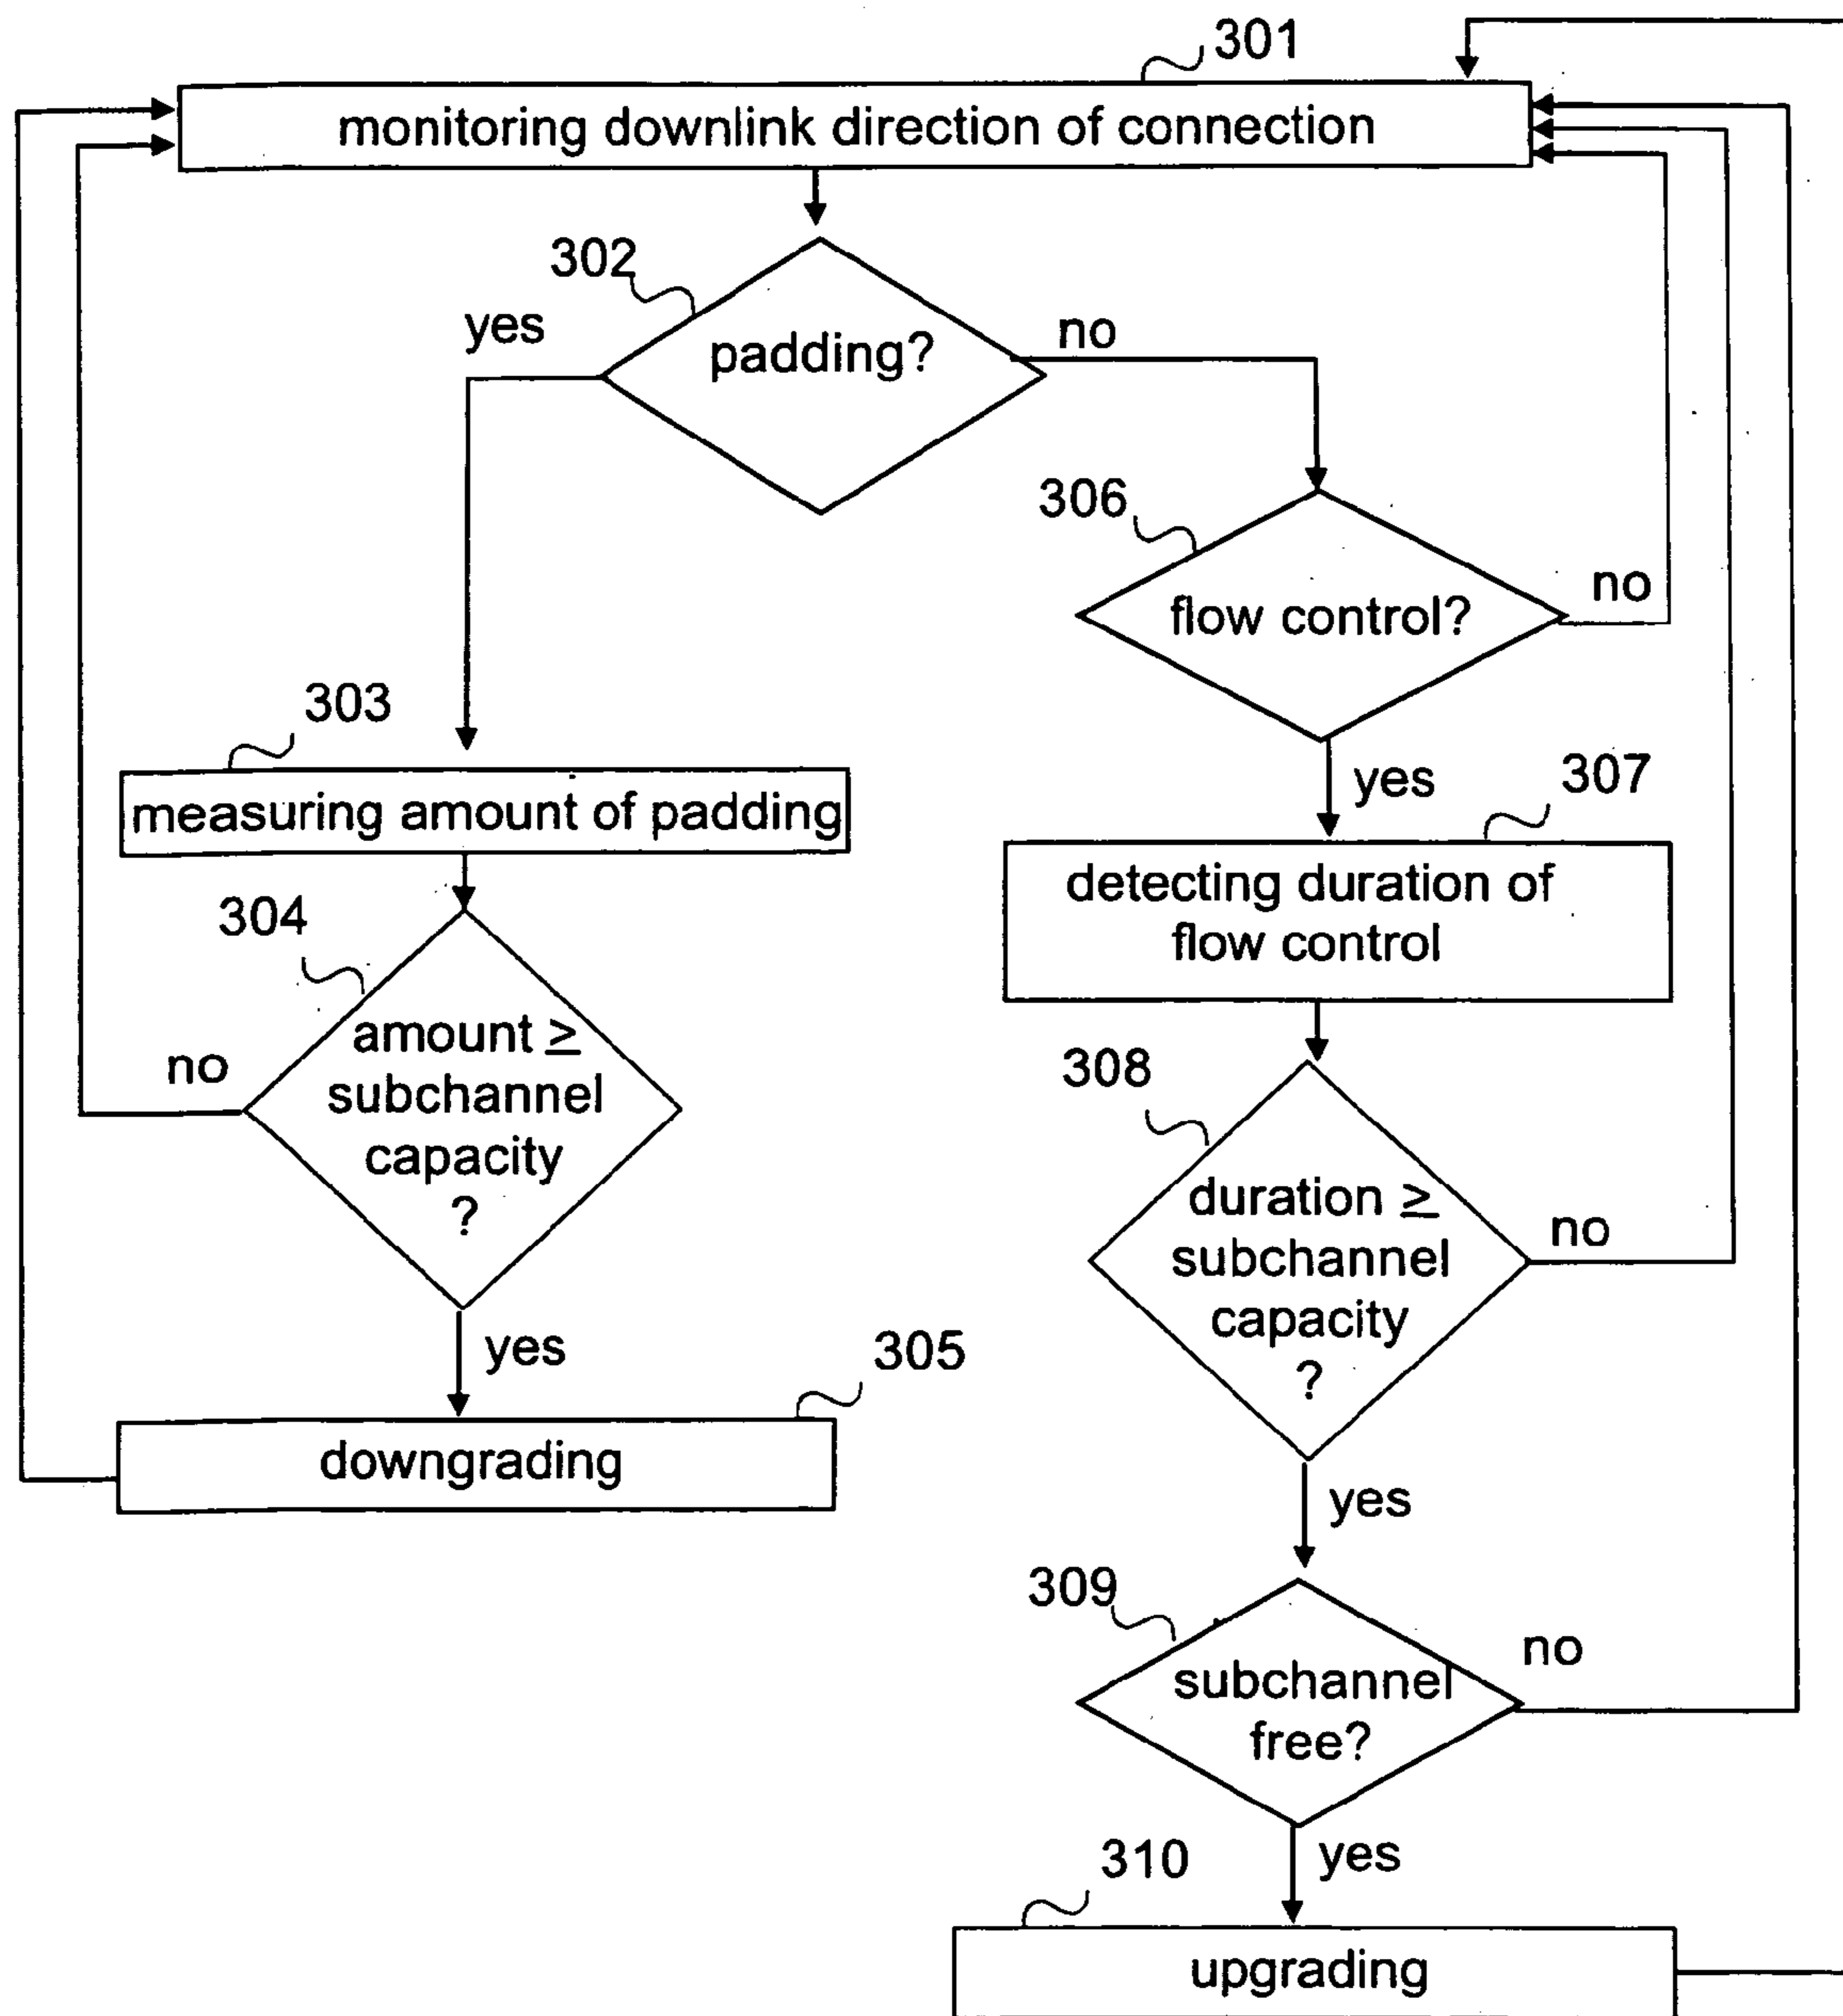 301
monitoring downlink direction of connection
302
yes
padding?
no
306
flow control?
no
303
measuring amount of padding
yes
307
detecting duration of
flow control
304
amount ≥
subchannel
capacity
?
no
308
duration ≥
subchannel
capacity
?
no
yes
305
downgrading
yes
309
subchannel
free?
no
310
yes
upgrading